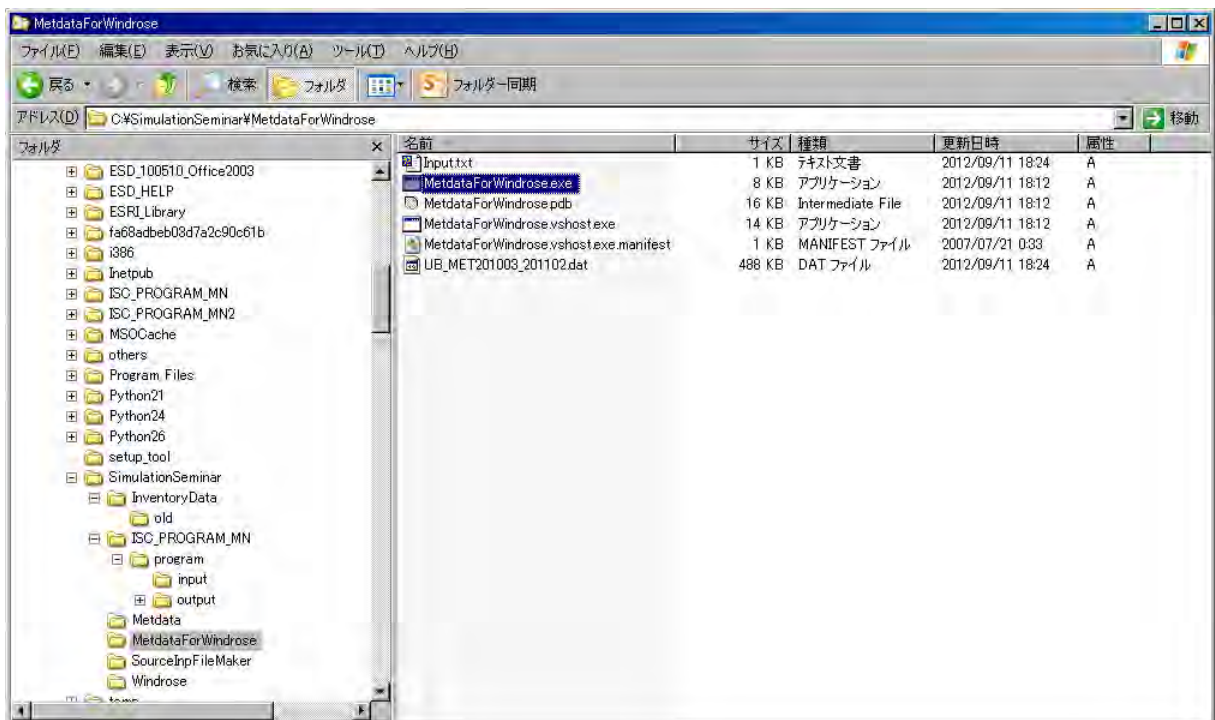 MetdataForWindrose
ファイル(F) 編集(E) 表示(V) お気に入り(A) ツール(T) ヘルプ(H)
戻る 検索 フォルダ フォルダー同期
アドレス(D) C:¥SimulationSeminar¥MetdataForWindrose 移動
フォルダ ×
ESD_100510_Office2003
ESD_HELP
ESRI_Library
fa68adbeb03d7a2c90c61b
i386
Inetpub
ISC_PROGRAM_MN
ISC_PROGRAM_MN2
MSOCache
others
Program Files
Python21
Python24
Python26
setup_tool
SimulationSeminar
InventoryData
old
ISC_PROGRAM_MN
program
input
output
Metdata
MetdataForWindrose
SourceInpFileMaker
Windrose
temp
名前 サイズ 種類 更新日時 属性
Input.txt 1 KB テキスト文書 2012/09/11 18:24 A
MetdataForWindrose.exe 8 KB アプリケーション 2012/09/11 18:12 A
MetdataForWindrose.pdb 16 KB Intermediate File 2012/09/11 18:12 A
MetdataForWindrose.vshost.exe 14 KB アプリケーション 2012/09/11 18:12 A
MetdataForWindrose.vshost.exe.manifest 1 KB MANIFEST ファイル 2007/07/21 0:33 A
UB_MET201003_201102.dat 488 KB DAT ファイル 2012/09/11 18:24 A